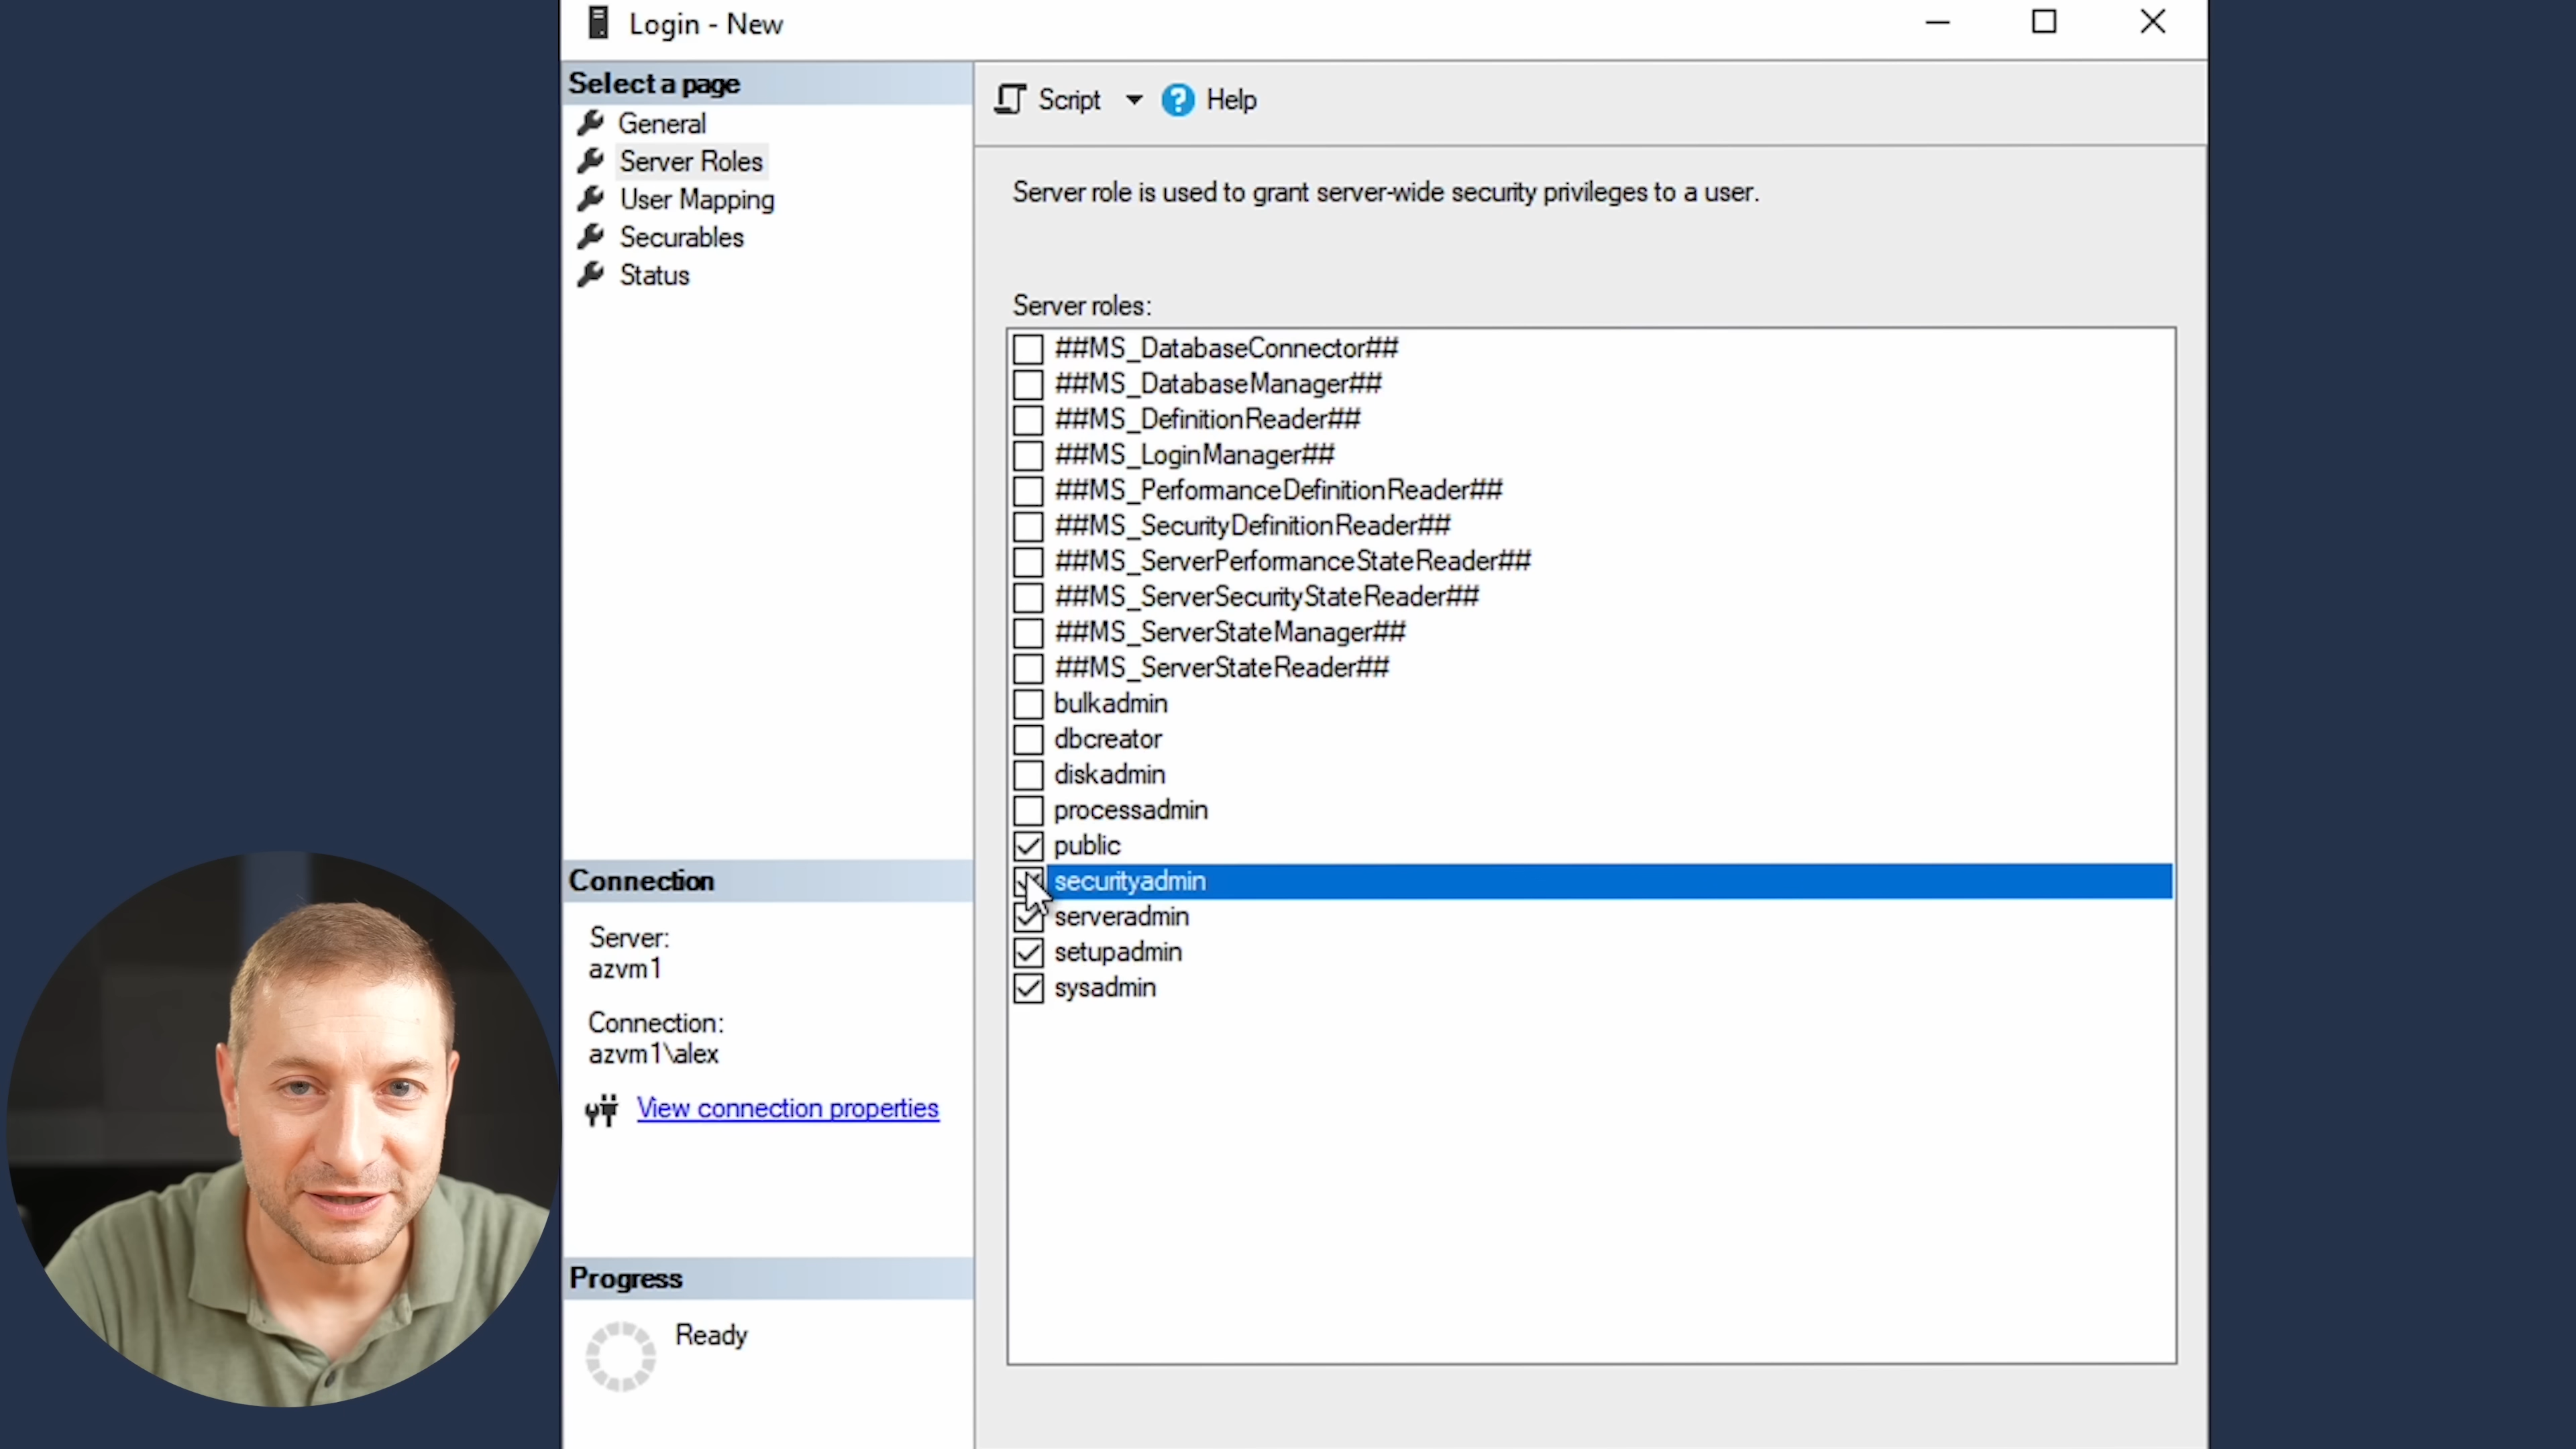 Login - New
Select a page
General
Server Roles
User Mapping
Securables
Status
Script
Help
Server role is used to grant server-wide security privileges to a user.
Server roles:
##MS_DatabaseConnector##
##MS_DatabaseManager##
##MS_DefinitionReader##
##MS_LoginManager##
##MS_PerformanceDefinitionReader##
##MS_SecurityDefinitionReader##
##MS_ServerPerformanceStateReader##
##MS_ServerSecurityStateReader##
##MS_ServerStateManager##
##MS_ServerStateReader##
bulkadmin
dbcreator
diskadmin
processadmin
public
securityadmin
serveradmin
setupadmin
sysadmin
Connection
Server:
azvm1
Connection:
azvm1\alex
View connection properties
Progress
Ready